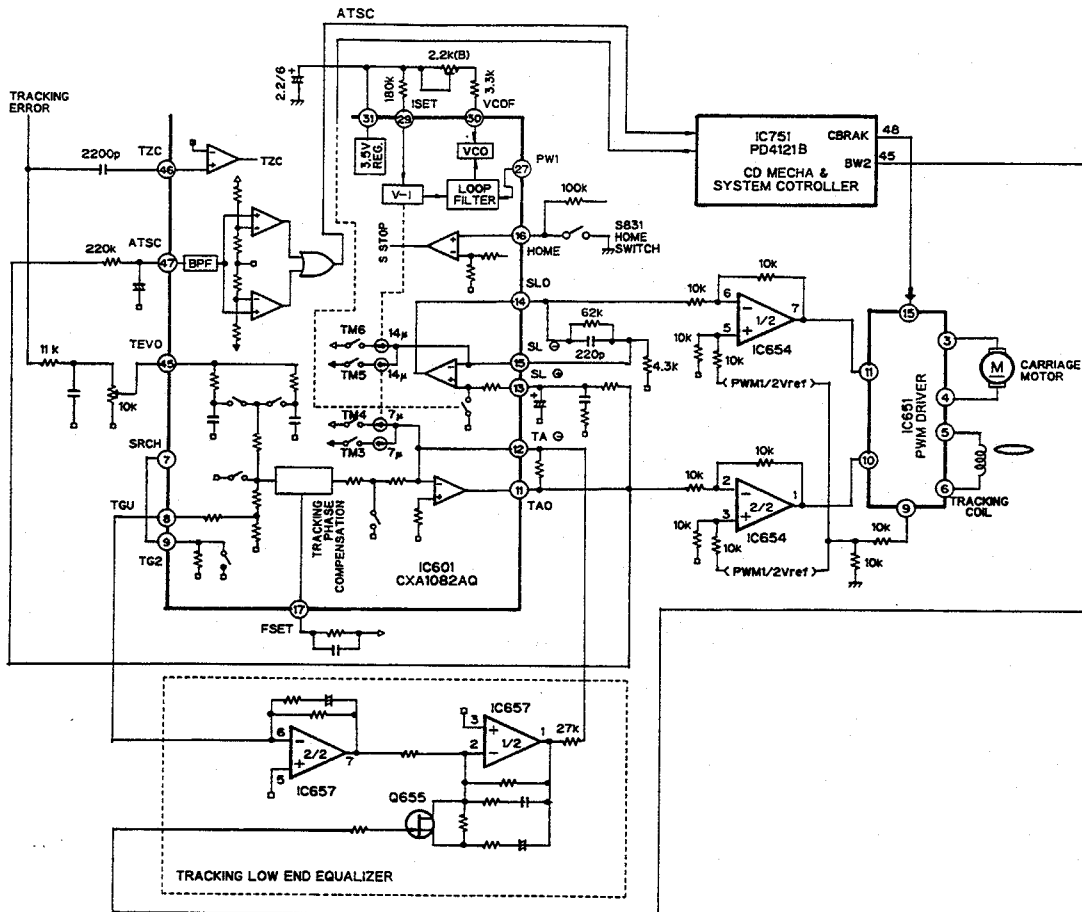 ATSC
TRACKING
ERROR
2200p
46
TZC
TZC
220k
ATSC
47
BPF
11k
10k
TEVO
45
SRCH
7
TGU
8
9
TG2
2.2/6
+
180k
2.2k(B)
3.3k
ISET
VCOF
31
29
30
3.5V
REG.
VCO
27
PW1
V-I
LOOP
FILTER
100k
16
HOME
S831
HOME
SWITCH
S STOP
SLO
14
TM6
14μ
TM5
14μ
SL ⊖
15
SL ⊕
13
62k
220p
4.3k
TM4
7μ
TM3
7μ
TA ⊖
12
11
TAO
TRACKING
PHASE
COMPENSATION
IC601
CXA1082AQ
17
FSET
IC751
PD4121B
CD MECHA &
SYSTEM COTROLLER
CBRAK
48
BW2
45
10k
10k
6
7
5
1/2
IC654
10k
10k
(PWM1/2Vref)
10k
10k
2
1
3
2/2
IC654
10k
10k
(PWM1/2Vref)
10k
10k
15
11
10
9
IC651
PWM DRIVER
3
4
5
6
M
CARRIAGE
MOTOR
TRACKING
COIL
6
7
5
2/2
IC657
IC657
3
1
2
1/2
27k
Q655
TRACKING LOW END EQUALIZER